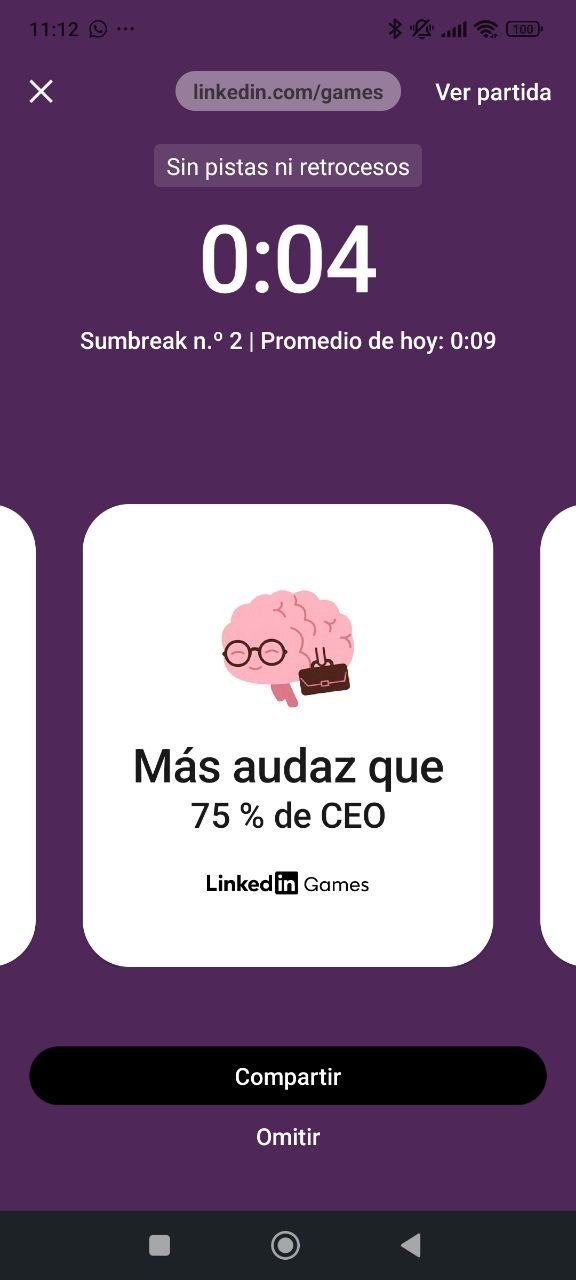 11:12
100
linkedin.com/games
Ver partida
Sin pistas ni retrocesos
0:04
Sumbreak n.º 2 | Promedio de hoy: 0:09
Más audaz que
75 % de CEO
Linkedin Games
Compartir
Omitir